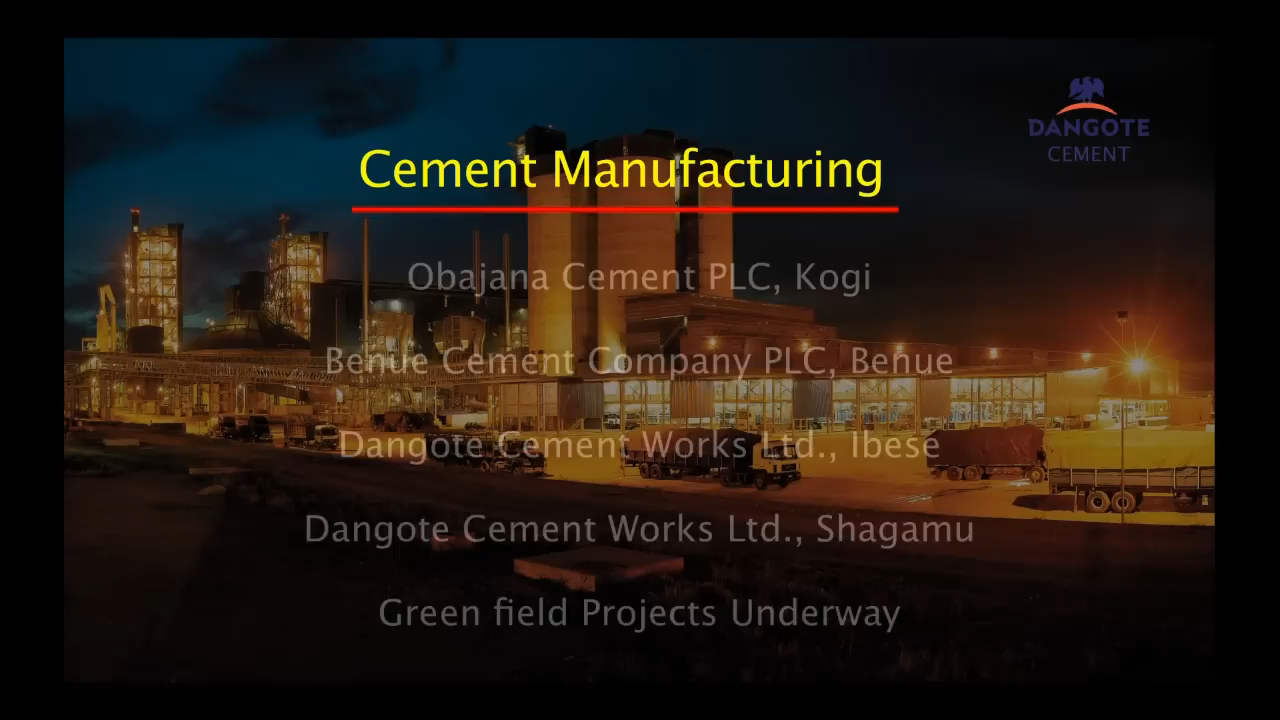 DANGOTE
CEMENT
Cement Manufacturing
Obajana Cement PLC, Kogi
Benue Cement Company PLC, Benue
Dangote Cement Works Ltd., Ibese
Dangote Cement Works Ltd., Shagamu
Green field Projects Underway